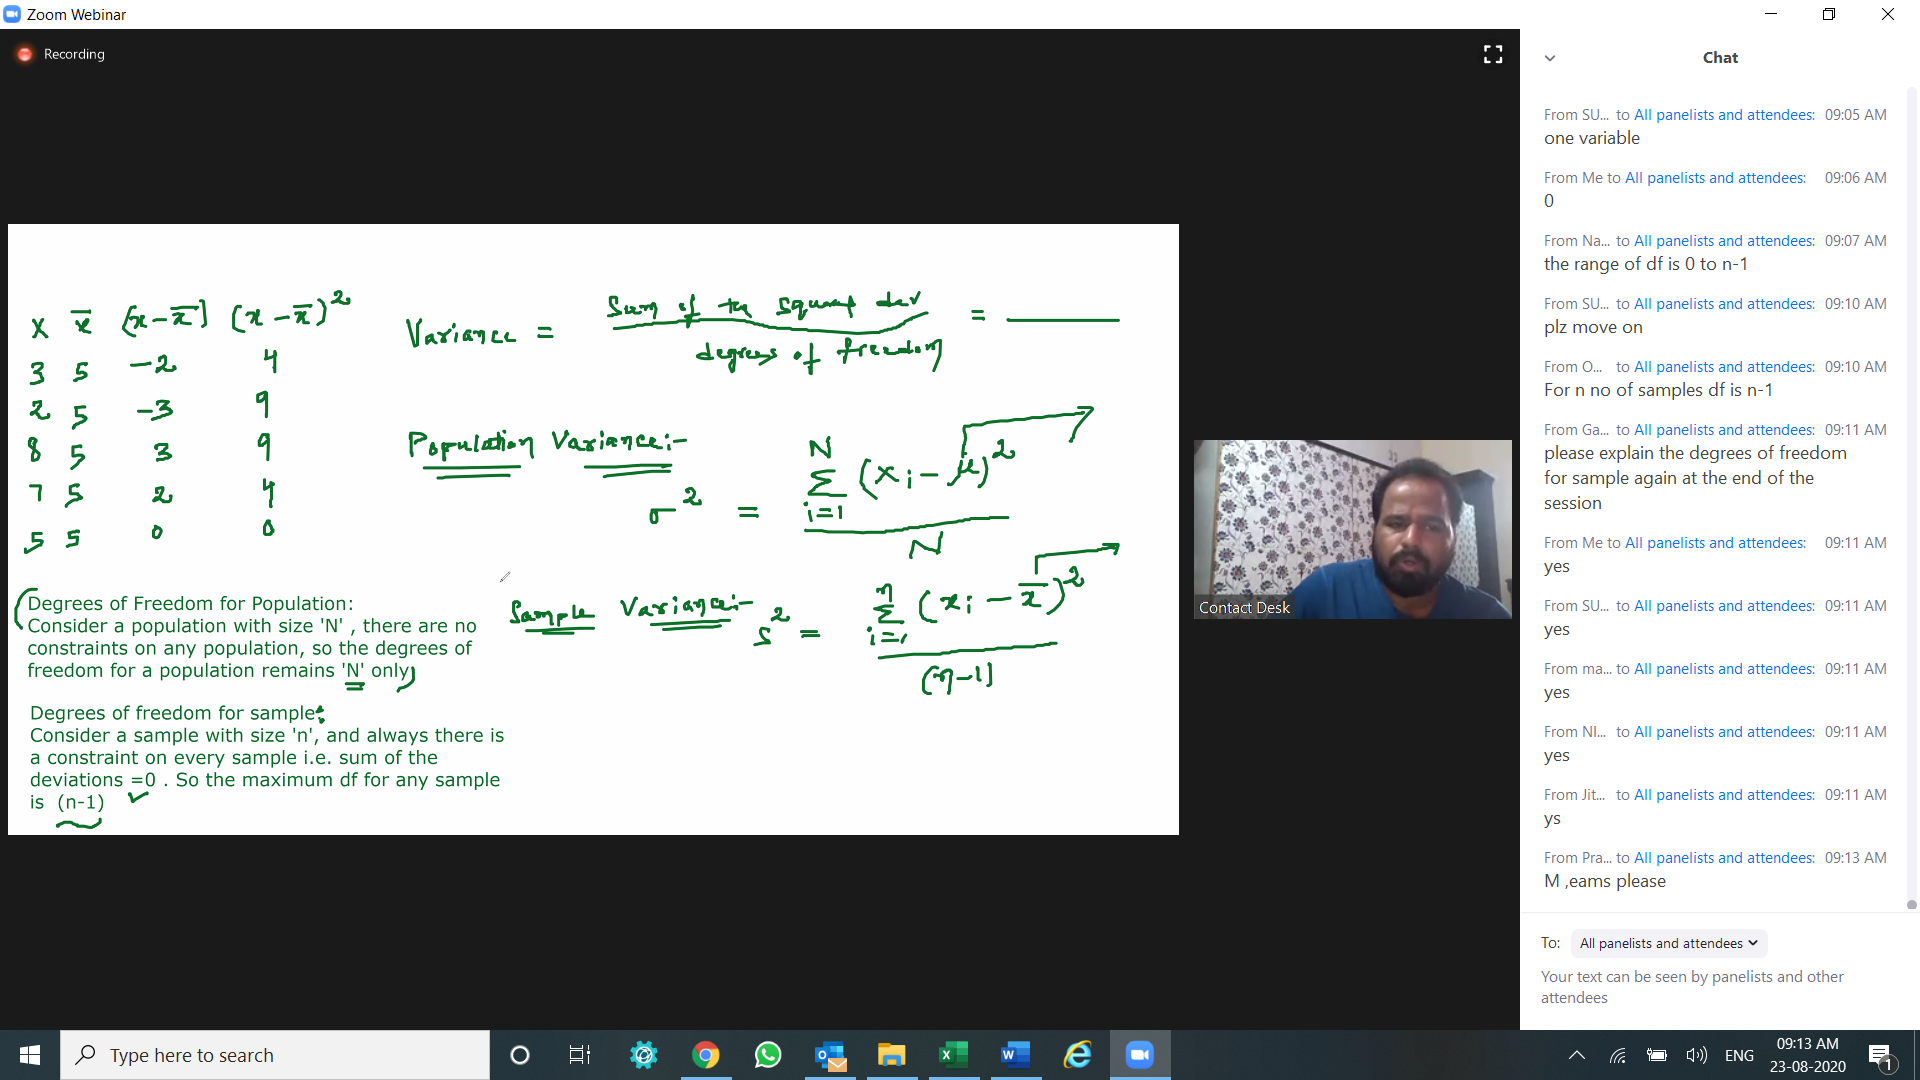 Zoom Webinar
Recording
X x̄ (x-x̄) (x-x̄)²
3 5 -2 4
2 5 -3 9
8 5 3 9
7 5 2 4
5 5 0 0
Variance = Sum of the square dev =
degrees of freedom
Population Variance:-
σ² =
N
Σ (xi - μ)²
i=1
N
Sample Variance:- s² =
n
Σ (xi - x̄)²
i=1
(n-1)
Degrees of Freedom for Population:
Consider a population with size 'N' , there are no
constraints on any population, so the degrees of
freedom for a population remains 'N' only
Degrees of freedom for sample:
Consider a sample with size 'n', and always there is
a constraint on every sample i.e. sum of the
deviations =0 . So the maximum df for any sample
is (n-1)
Contact Desk
Chat
From SU... to All panelists and attendees: 09:05 AM
one variable
From Me to All panelists and attendees: 09:06 AM
0
From Na... to All panelists and attendees: 09:07 AM
the range of df is 0 to n-1
From SU... to All panelists and attendees: 09:10 AM
plz move on
From O... to All panelists and attendees: 09:10 AM
For n no of samples df is n-1
From Ga... to All panelists and attendees: 09:11 AM
please explain the degrees of freedom
for sample again at the end of the
session
From Me to All panelists and attendees: 09:11 AM
yes
From SU... to All panelists and attendees: 09:11 AM
yes
From ma... to All panelists and attendees: 09:11 AM
yes
From NI... to All panelists and attendees: 09:11 AM
yes
From Jit... to All panelists and attendees: 09:11 AM
ys
From Pra... to All panelists and attendees: 09:13 AM
M ,eams please
To: All panelists and attendees
Your text can be seen by panelists and other
attendees
Type here to search
ENG
09:13 AM
23-08-2020
1